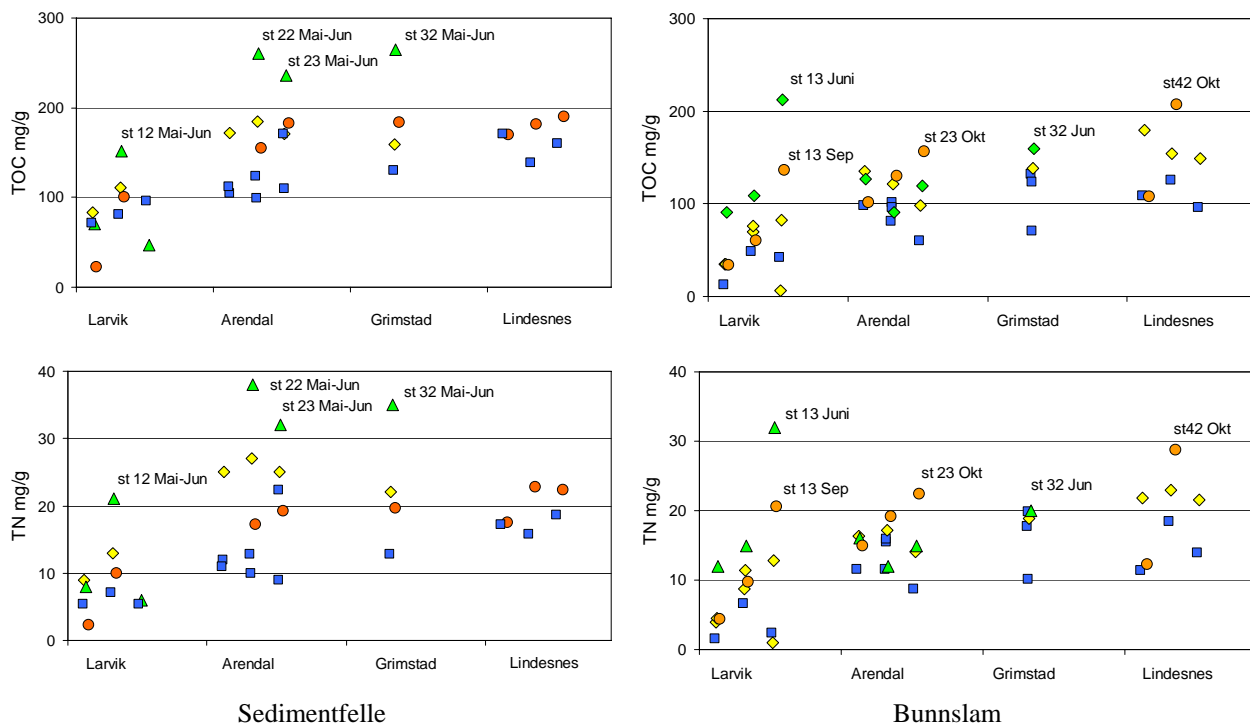 300
200
100
0
TOC mg/g
st 22 Mai-Jun
st 32 Mai-Jun
st 23 Mai-Jun
st 12 Mai-Jun
Larvik Arendal Grimstad Lindesnes
300
200
100
0
TOC mg/g
st 13 Juni
st42 Okt
st 23 Okt
st 32 Jun
st 13 Sep
Larvik Arendal Grimstad Lindesnes
40
30
20
10
0
TN mg/g
st 22 Mai-Jun
st 32 Mai-Jun
st 23 Mai-Jun
st 12 Mai-Jun
Larvik Arendal Grimstad Lindesnes
40
30
20
10
0
TN mg/g
st 13 Juni
st42 Okt
st 23 Okt
st 13 Sep
st 32 Jun
Larvik Arendal Grimstad Lindesnes
Sedimentfelle
Bunnslam